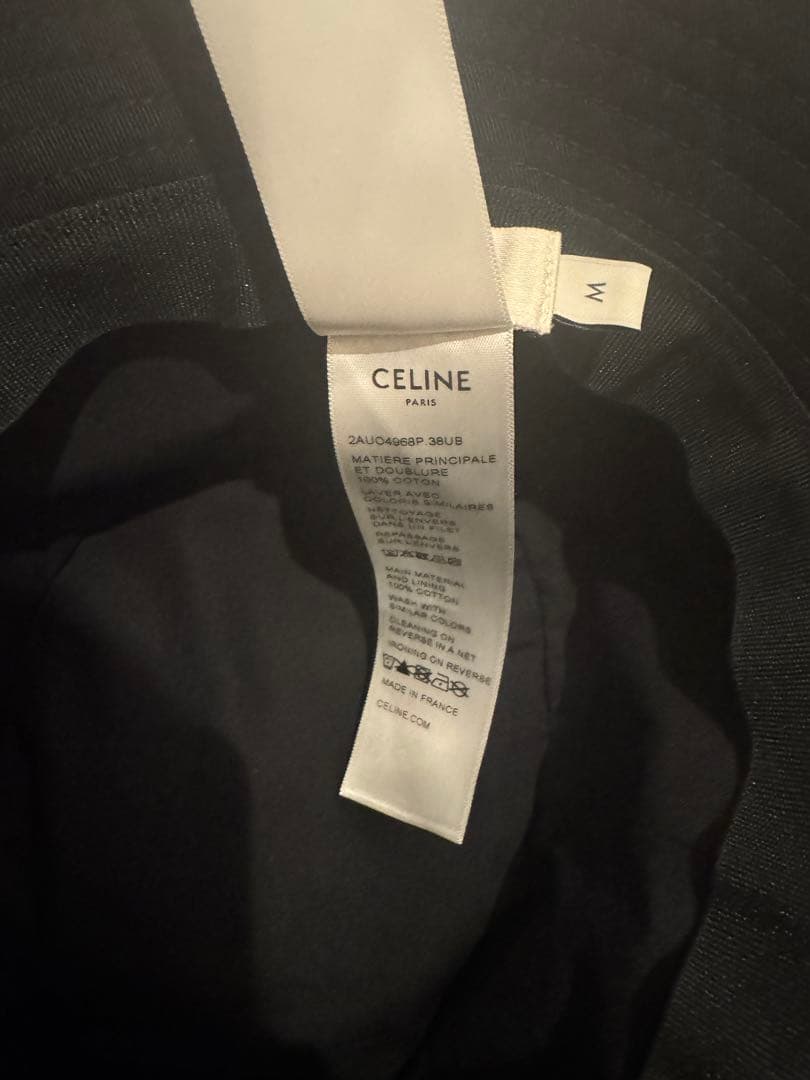 M
CELINE
PARIS
2AUO4968P.38UB
MATIERE PRINCIPALE
ET DOUBLURE
100% COTON
LAVER AVEC
COLORIS SIMILAIRES
NETTOYAGE
SUR L'ENVERS
DANS UN FILET
REPASSAGE
SUR L'ENVERS
MAIN MATERIAL
AND LINING
100% COTTON
WASH WITH
SIMILAR COLORS
CLEANING ON
REVERSE IN A NET
IRONING ON REVERSE
MADE IN FRANCE
CELINE.COM